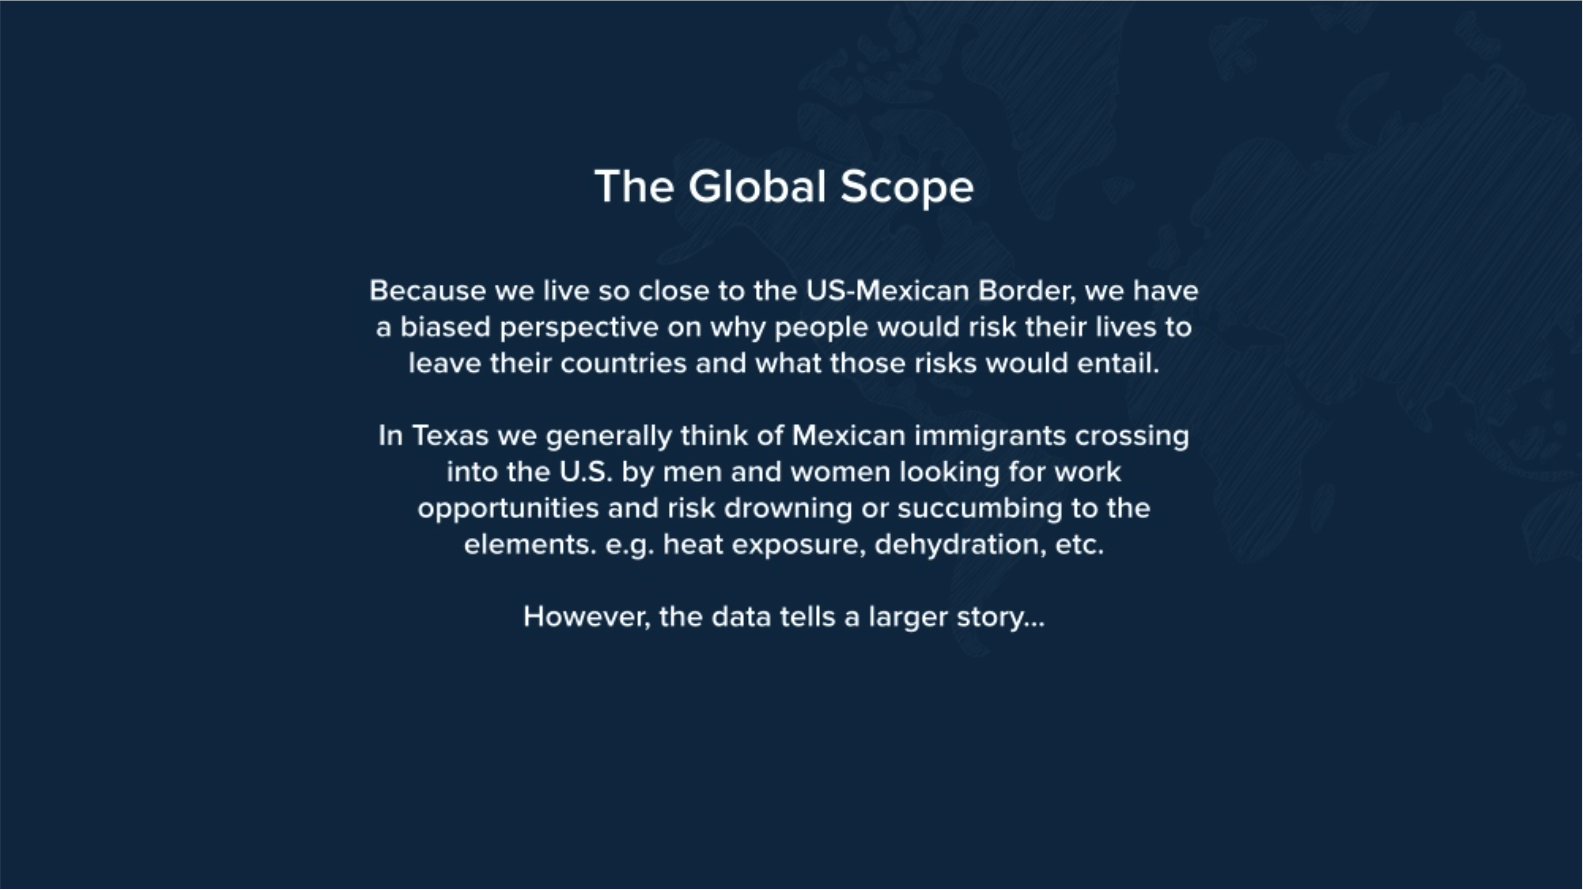 The Global Scope
Because we live so close to the US-Mexican Border, we have
a biased perspective on why people would risk their lives to
leave their countries and what those risks would entail.
In Texas we generally think of Mexican immigrants crossing
into the U.S. by men and women looking for work
opportunities and risk drowning or succumbing to the
elements. e.g. heat exposure, dehydration, etc.
However, the data tells a larger story...